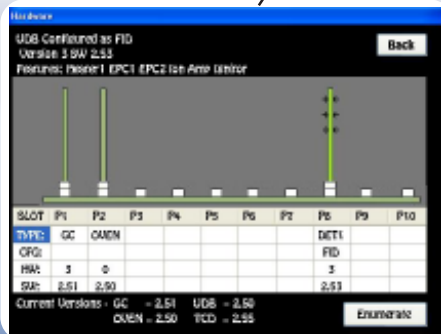 Hardware
UDB Configured as FID
Version 3 SW 2.53
Features: Heater1 EPC1 EPC2 Ion Amp
Back
SLOT P1 P2 P3 P4 P5 P6 P7 P8 P9 P10
TYPE: GC OVEN DET1
CFG: FID
HW: 3 0 3
SW: 2.51 2.50 2.53
Current Versions - GC - 2.51 UDB - 2.50
OVEN - 2.50 TCD - 2.55
Enumerate